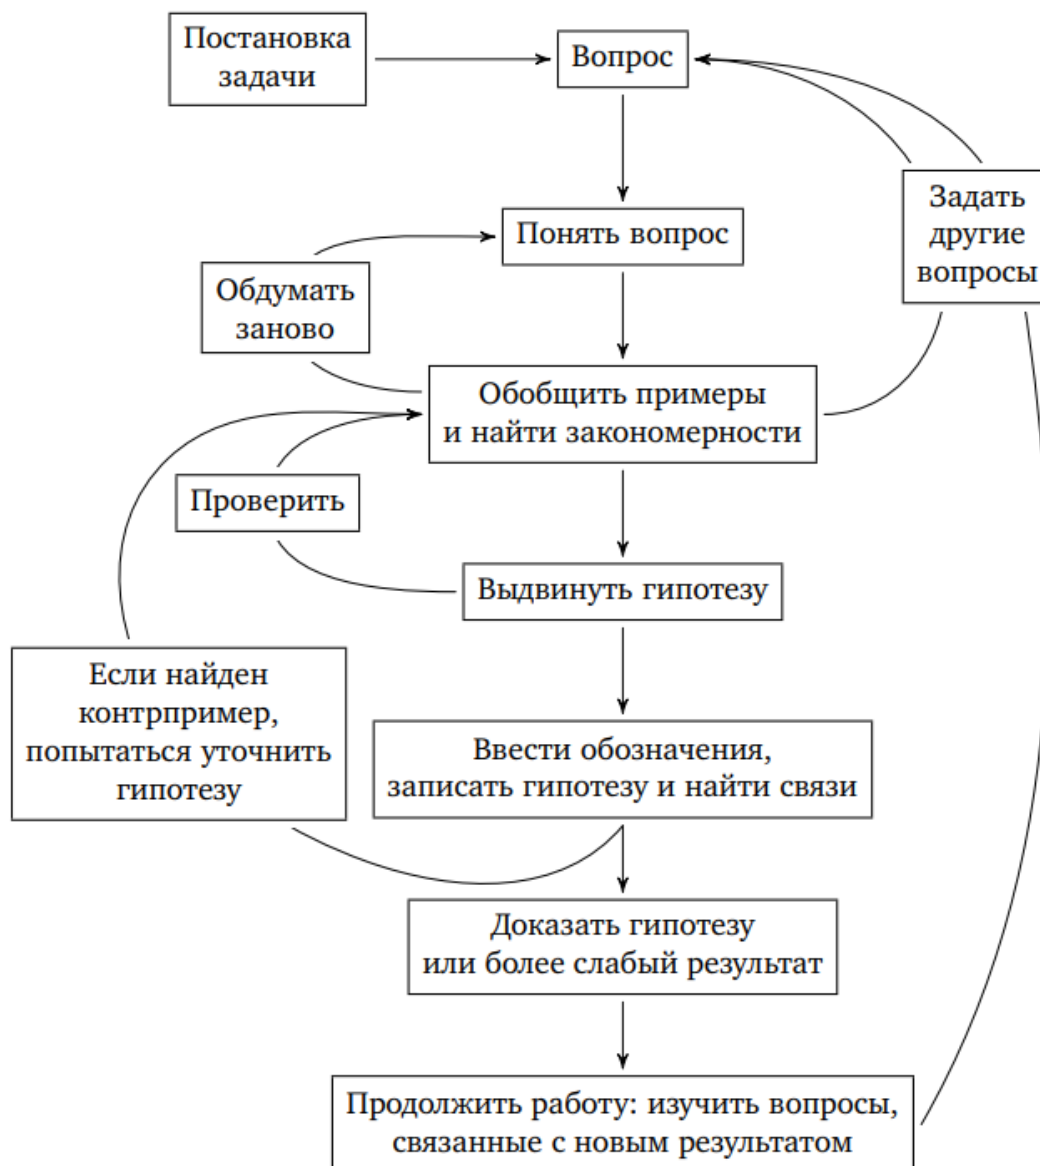 Постановка
задачи
Вопрос
Задать
другие
вопросы
Понять вопрос
Обдумать
заново
Обобщить примеры
и найти закономерности
Проверить
Выдвинуть гипотезу
Если найден
контрпример,
попытаться уточнить
гипотезу
Ввести обозначения,
записать гипотезу и найти связи
Доказать гипотезу
или более слабый результат
Продолжить работу: изучить вопросы,
связанные с новым результатом